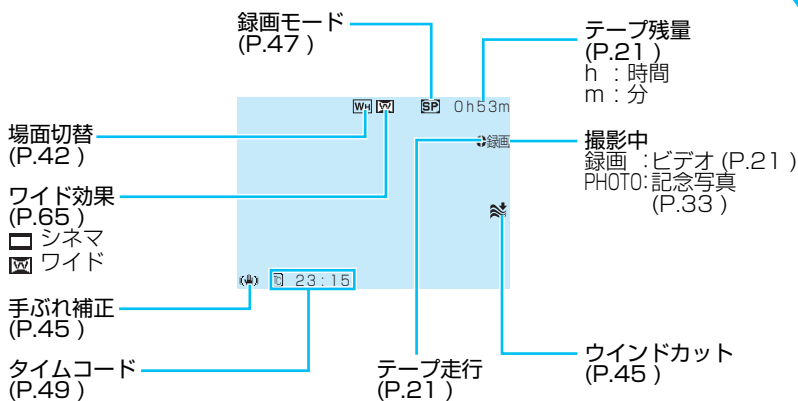 録画モード
(P.47 )
テープ残量
(P.21 )
h : 時間
m : 分
場面切替
(P.42 )
ワイド効果
(P.65 )
シネマ
W ワイド
手ぶれ補正
(P.45 )
タイムコード
(P.49 )
WH W SP 0h53m
録画
23:15
撮影中
録画 :ビデオ (P.21 )
PHOTO:記念写真
(P.33 )
テープ走行
(P.21 )
ウインドカット
(P.45 )